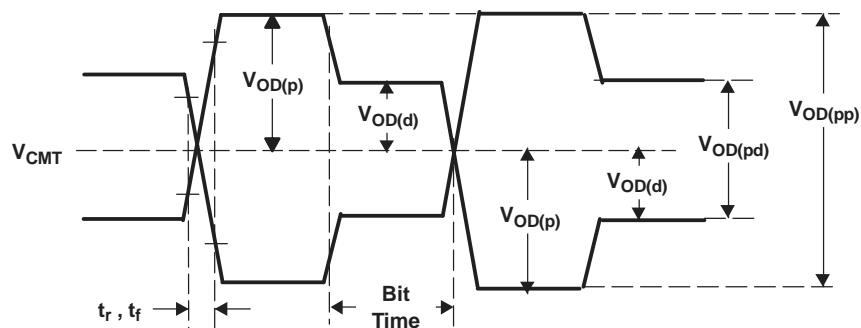 V_OD(p)
V_OD(d)
V_OD(pp)
V_CMT
V_OD(pd)
V_OD(d)
V_OD(p)
t_r , t_f
Bit
Time